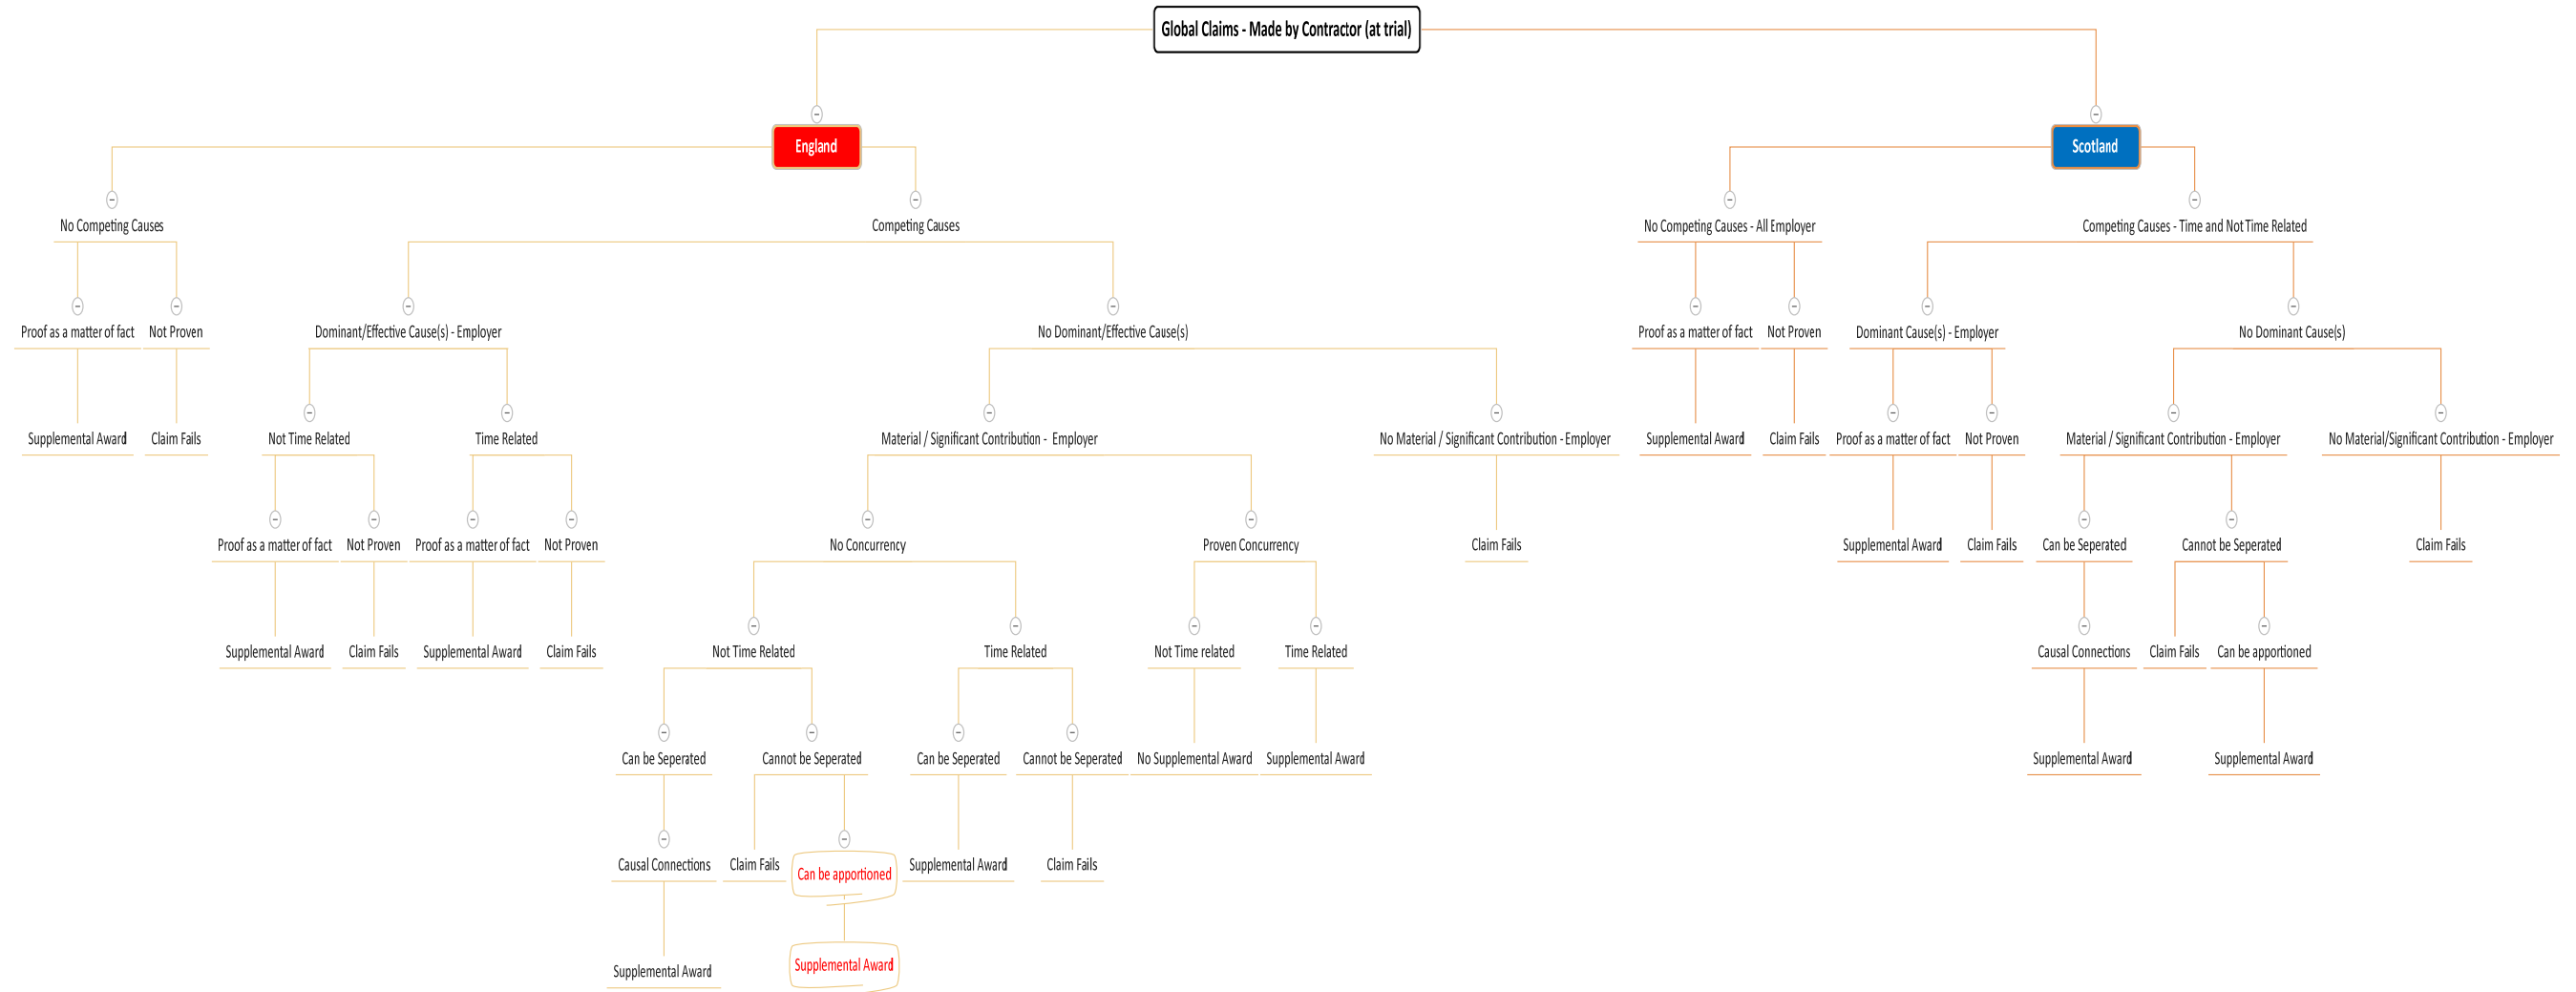 Global Claims - Made by Contractor (at trial)
England
Scotland
No Competing Causes
Competing Causes
No Competing Causes - All Employer
Competing Causes - Time and Not Time Related
Proof as a matter of fact
Not Proven
Dominant/Effective Cause(s) - Employer
No Dominant/Effective Cause(s)
Proof as a matter of fact
Not Proven
Dominant Cause(s) - Employer
No Dominant Cause(s)
Supplemental Award
Claim Fails
Not Time Related
Time Related
Material / Significant Contribution - Employer
No Material / Significant Contribution - Employer
Supplemental Award
Claim Fails
Proof as a matter of fact
Not Proven
Material / Significant Contribution - Employer
No Material/Significant Contribution - Employer
Proof as a matter of fact
Not Proven
Proof as a matter of fact
Not Proven
No Concurrency
Proven Concurrency
Claim Fails
Supplemental Award
Claim Fails
Can be Seperated
Cannot be Seperated
Claim Fails
Supplemental Award
Claim Fails
Supplemental Award
Claim Fails
Not Time Related
Time Related
Not Time related
Time Related
Causal Connections
Claim Fails
Can be apportioned
Can be Seperated
Cannot be Seperated
Can be Seperated
Cannot be Seperated
No Supplemental Award
Supplemental Award
Supplemental Award
Supplemental Award
Causal Connections
Claim Fails
Can be apportioned
Supplemental Award
Claim Fails
Supplemental Award
Supplemental Award